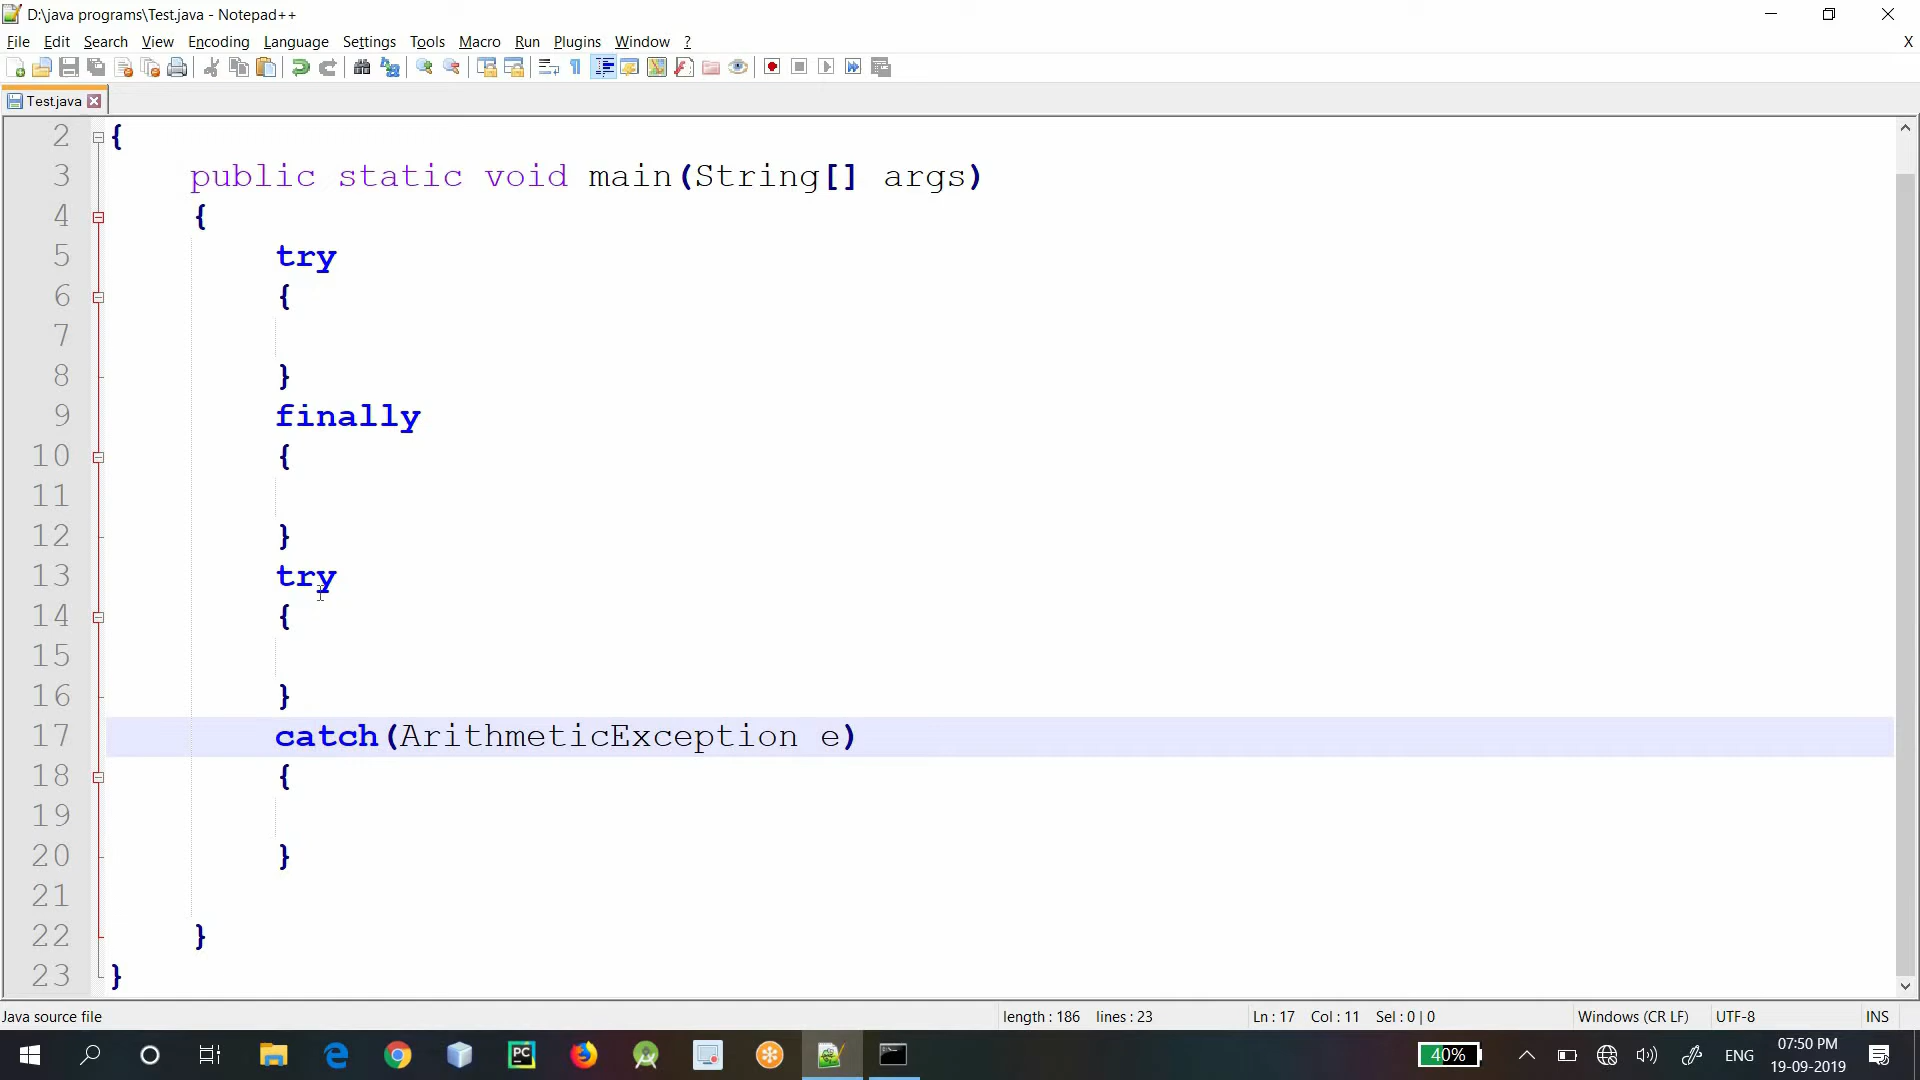 D:\java programs\Test.java - Notepad++
File Edit Search View Encoding Language Settings Tools Macro Run Plugins Window ? X
Test.java
2 {
3 public static void main(String[] args)
4 {
5 try
6 {
7
8 }
9 finally
10 {
11
12 }
13 try
14 {
15
16 }
17 catch(ArithmeticException e)
18 {
19
20 }
21
22 }
23 }
Java source file length : 186 lines : 23 Ln : 17 Col : 11 Sel : 0 | 0 Windows (CR LF) UTF-8 INS
PC 40% ENG 07:50 PM
19-09-2019